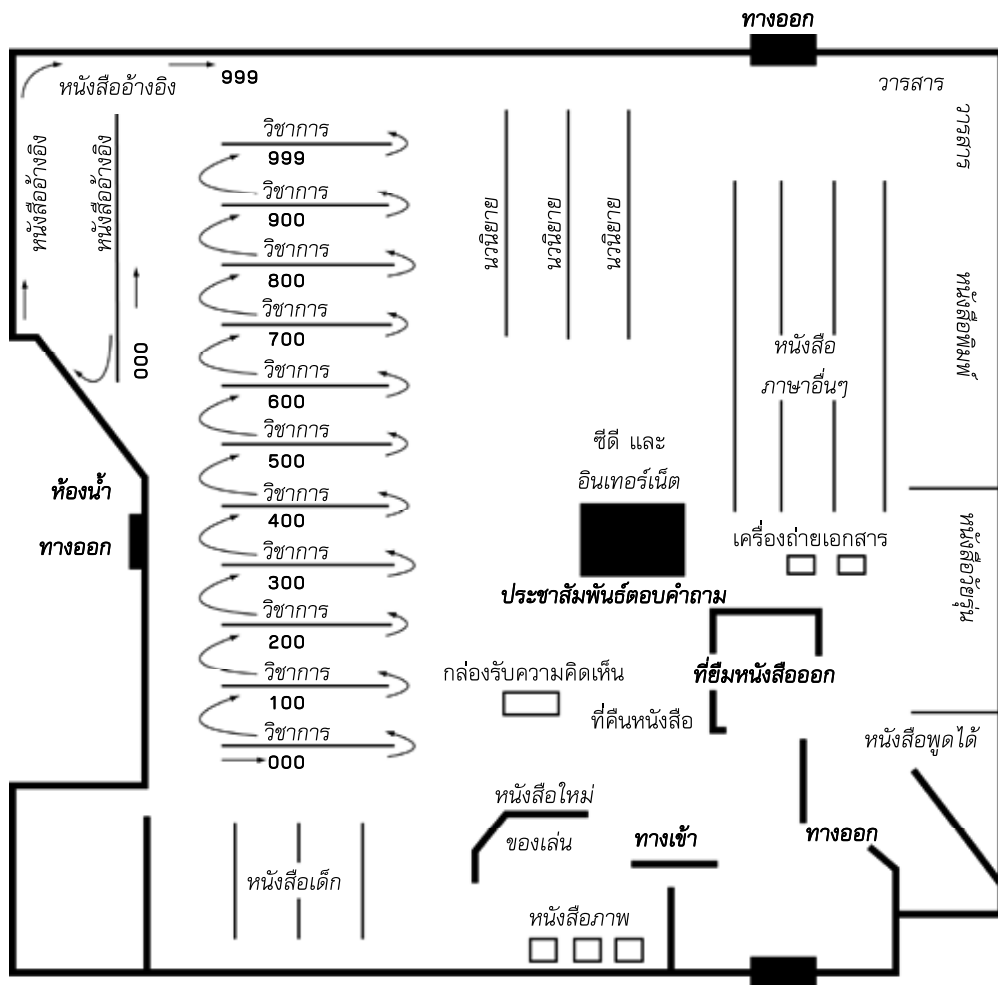 ทางออก
วารสาร
หนังสืออ้างอิง
999
วารสาร
หนังสืออ้างอิง
หนังสืออ้างอิง
000
วิชาการ
999
วิชาการ
900
วิชาการ
800
วิชาการ
700
วิชาการ
600
วิชาการ
500
วิชาการ
400
วิชาการ
300
วิชาการ
200
วิชาการ
100
วิชาการ
000
นวนิยาย
นวนิยาย
นวนิยาย
หนังสือ
ภาษาอื่นๆ
หนังสือพิมพ์
ซีดี และ
อินเทอร์เน็ต
ห้องน้ำ
ทางออก
เครื่องถ่ายเอกสาร
หนังสือวัยรุ่น
ประชาสัมพันธ์ตอบคำถาม
กล่องรับความคิดเห็น
ที่ยืมหนังสือออก
ที่คืนหนังสือ
หนังสือพูดได้
หนังสือใหม่
ของเล่น
ทางเข้า
ทางออก
หนังสือเด็ก
หนังสือภาพ